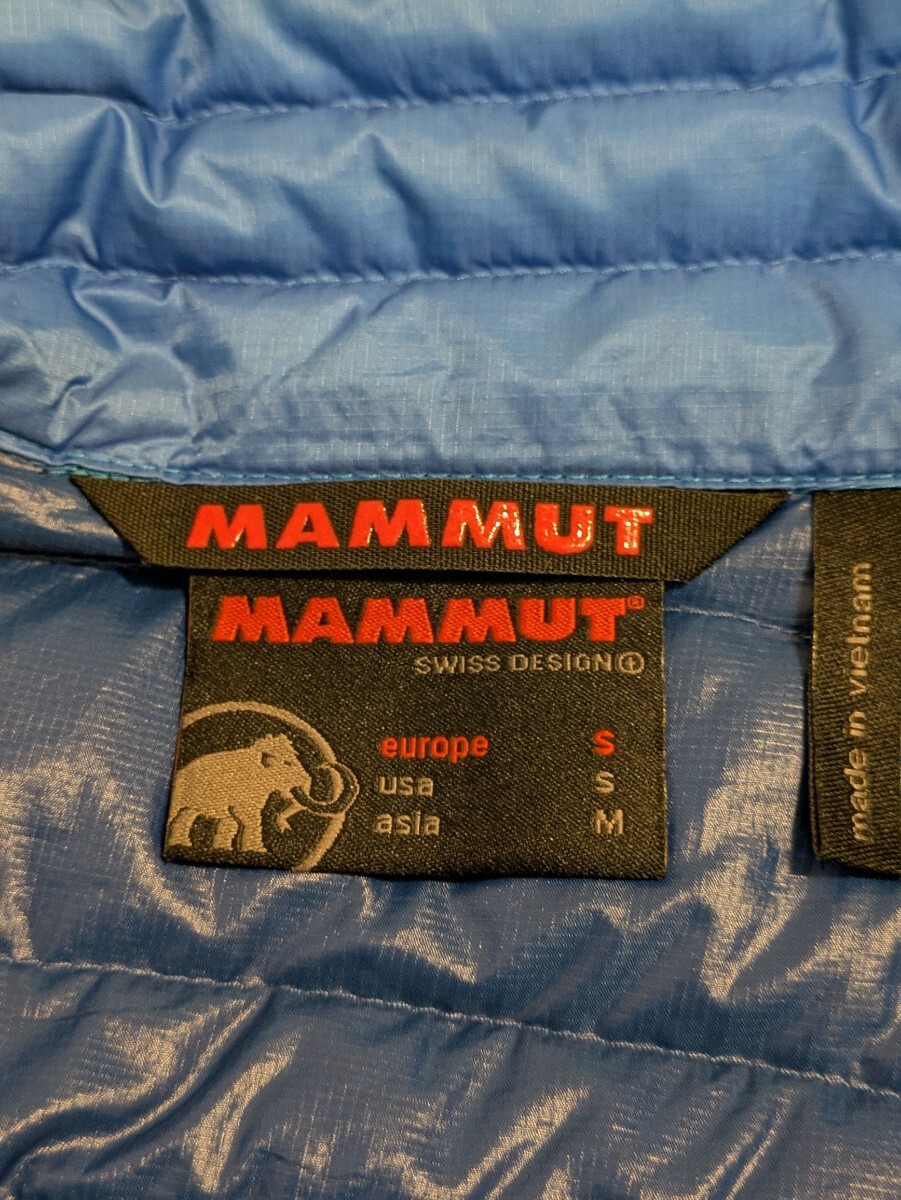 MAMMUT
MAMMUT®
SWISS DESIGN
europe S
usa S
asia M
made in vietnam